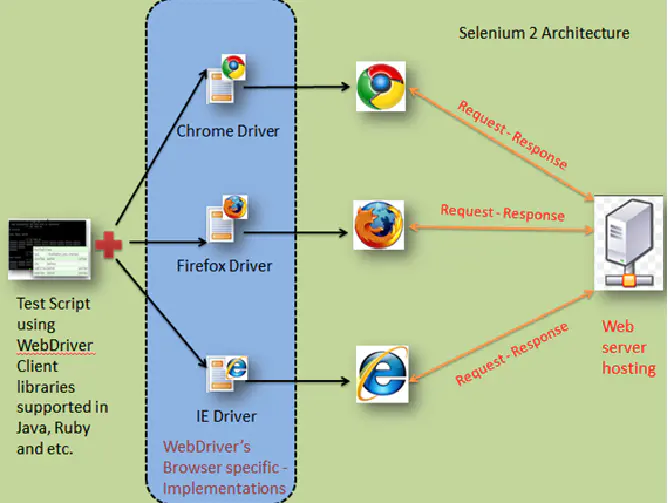 Selenium 2 Architecture
Chrome Driver
Request - Response
Firefox Driver
Request - Response
Test Script
using
WebDriver
Client
libraries
supported in
Java, Ruby
and etc.
IE Driver
Request - Response
Web
server
hosting
WebDriver’s
Browser specific -
Implementations